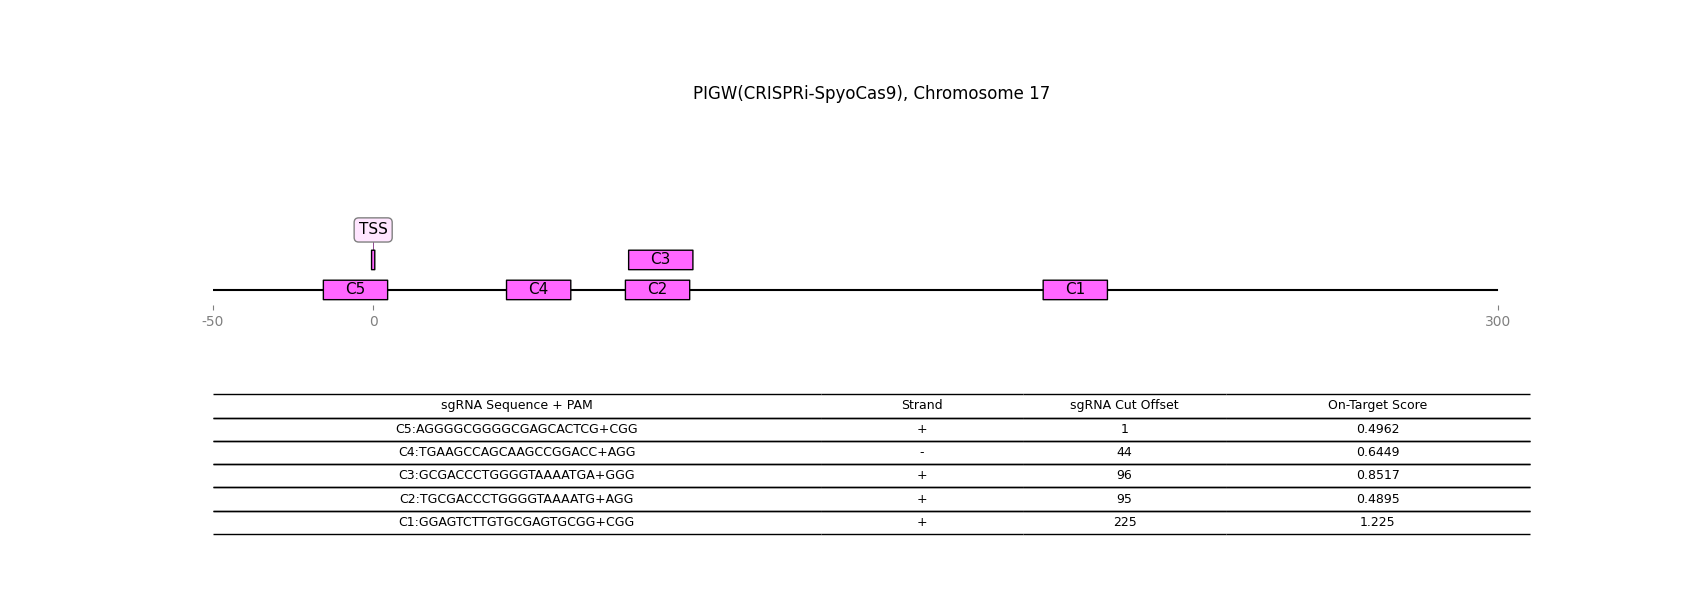 PIGW(CRISPRi-SpyoCas9), Chromosome 17
TSS
C3
C5 C4 C2 C1
-50 0 300
sgRNA Sequence + PAM Strand sgRNA Cut Offset On-Target Score
C5:AGGGGCGGGGCGAGCACTCG+CGG + 1 0.4962
C4:TGAAGCCAGCAAGCCGGACC+AGG - 44 0.6449
C3:GCGACCCTGGGGTAAAATGA+GGG + 96 0.8517
C2:TGCGACCCTGGGGTAAAATG+AGG + 95 0.4895
C1:GGAGTCTTGTGCGAGTGCGG+CGG + 225 1.225